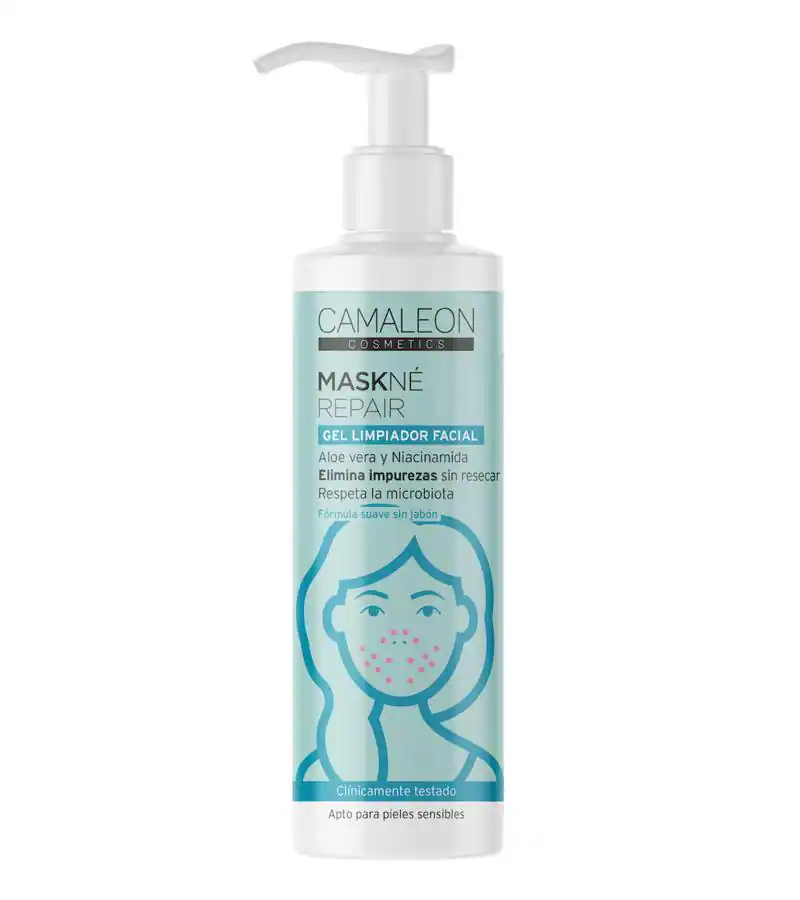 CAMALEON
COSMETICS
MASKNÉ
REPAIR
GEL LIMPIADOR FACIAL
Aloe vera y Niacinamida
Elimina impurezas sin resecar
Respeta la microbiota
Fórmula suave sin jabón
Clínicamente testado
Apto para pieles sensibles